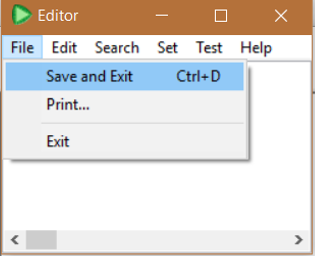 Editor
File Edit Search Set Test Help
Save and Exit Ctrl+D
Print...
Exit